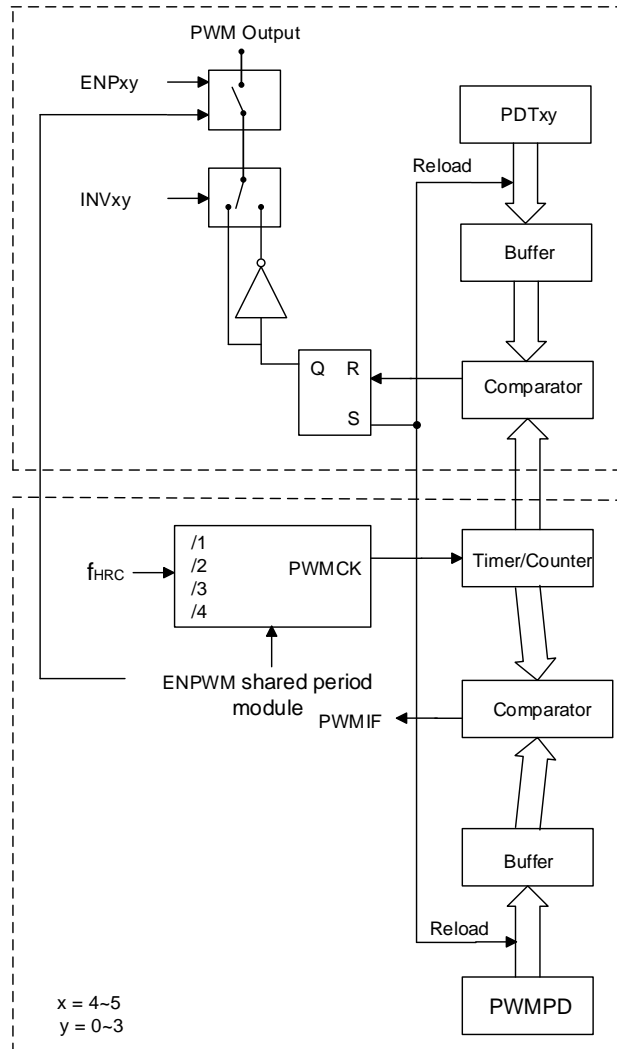 PWM Output
ENPxy
PDTxy
Reload
INVxy
Buffer
Q R
S
Comparator
/1
/2
/3
/4
fHRC
PWMCK
Timer/Counter
ENPWM shared period
module
Comparator
PWMIF
Buffer
Reload
PWMPD
x = 4~5
y = 0~3